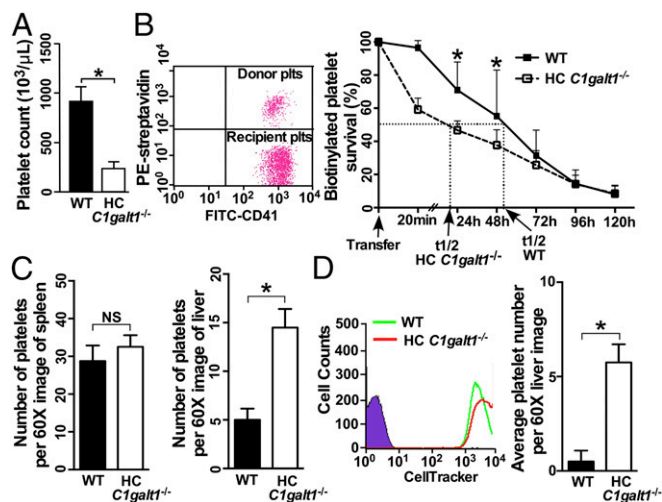 A
Platelet count (10³/µL)
1500
1000
500
0
*
WT HC
C1galt1⁻/⁻
B
PE-streptavidin
10⁴
10³
10²
10¹
10⁰
Donor plts
Recipient plts
10⁰ 10¹ 10² 10³ 10⁴
FITC-CD41
Biotinylated platelet
survival (%)
100
80
60
40
20
0
* *
WT
HC C1galt1⁻/⁻
20min 24h 48h 72h 96h 120h
Transfer
t1/2
HC C1galt1⁻/⁻
t1/2
WT
C
Number of platelets
per 60X image of spleen
50
40
30
20
10
0
NS
WT HC
C1galt1⁻/⁻
Number of platelets
per 60X image of liver
20
15
10
5
0
*
WT HC
C1galt1⁻/⁻
D
WT
HC C1galt1⁻/⁻
Cell Counts
500
400
300
200
100
0
10⁰ 10¹ 10² 10³ 10⁴
CellTracker
Average platelet number
per 60X liver image
10
5
0
*
WT HC
C1galt1⁻/⁻